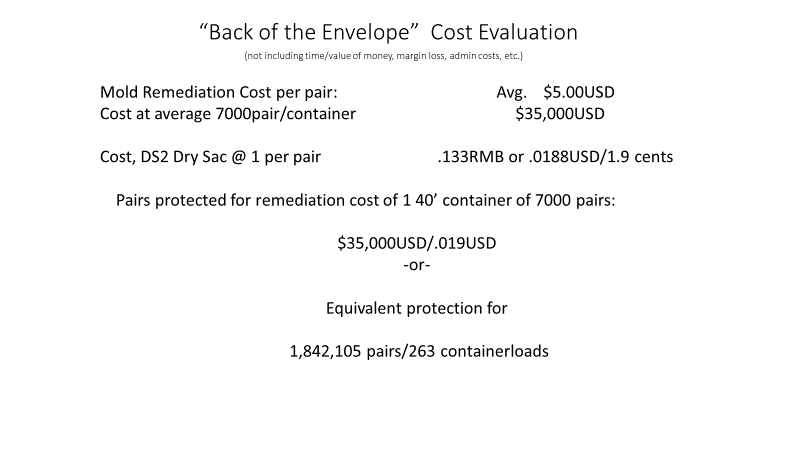 “Back of the Envelope” Cost Evaluation
(not including time/value of money, margin loss, admin costs, etc.)
Mold Remediation Cost per pair: Avg. $5.00USD
Cost at average 7000pair/container $35,000USD
Cost, DS2 Dry Sac @ 1 per pair .133RMB or .0188USD/1.9 cents
Pairs protected for remediation cost of 1 40’ container of 7000 pairs:
$35,000USD/.019USD
-or-
Equivalent protection for
1,842,105 pairs/263 containerloads